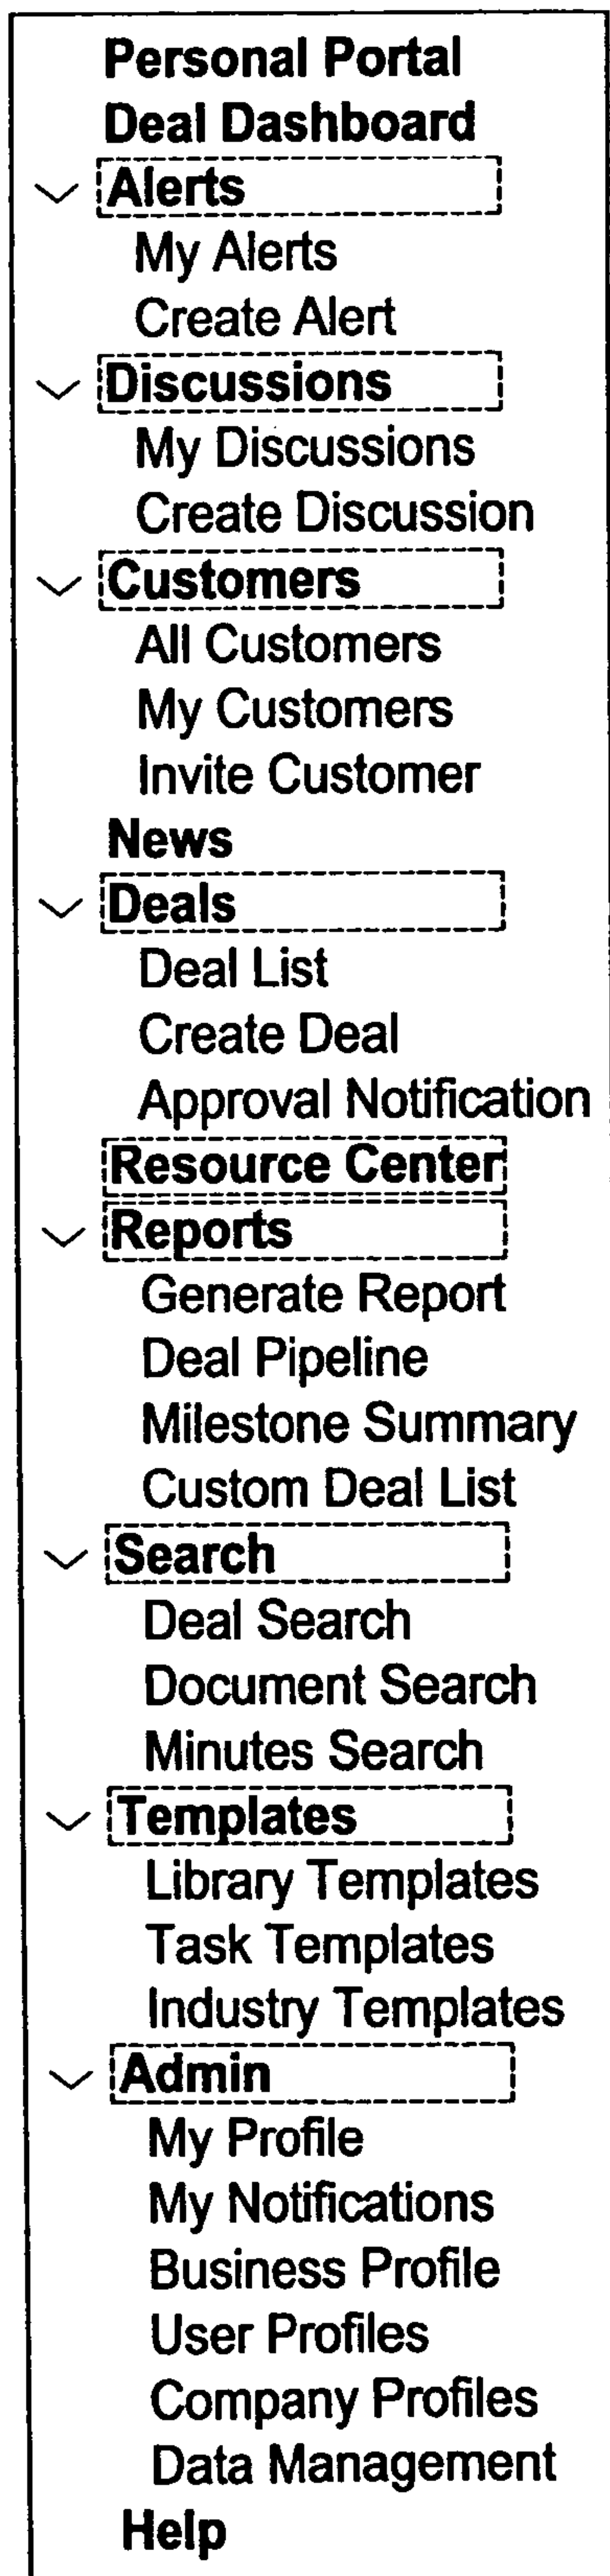 Personal Portal
Deal Dashboard
Alerts
My Alerts
Create Alert
Discussions
My Discussions
Create Discussion
Customers
All Customers
My Customers
Invite Customer
News
Deals
Deal List
Create Deal
Approval Notification
Resource Center
Reports
Generate Report
Deal Pipeline
Milestone Summary
Custom Deal List
Search
Deal Search
Document Search
Minutes Search
Templates
Library Templates
Task Templates
Industry Templates
Admin
My Profile
My Notifications
Business Profile
User Profiles
Company Profiles
Data Management
Help